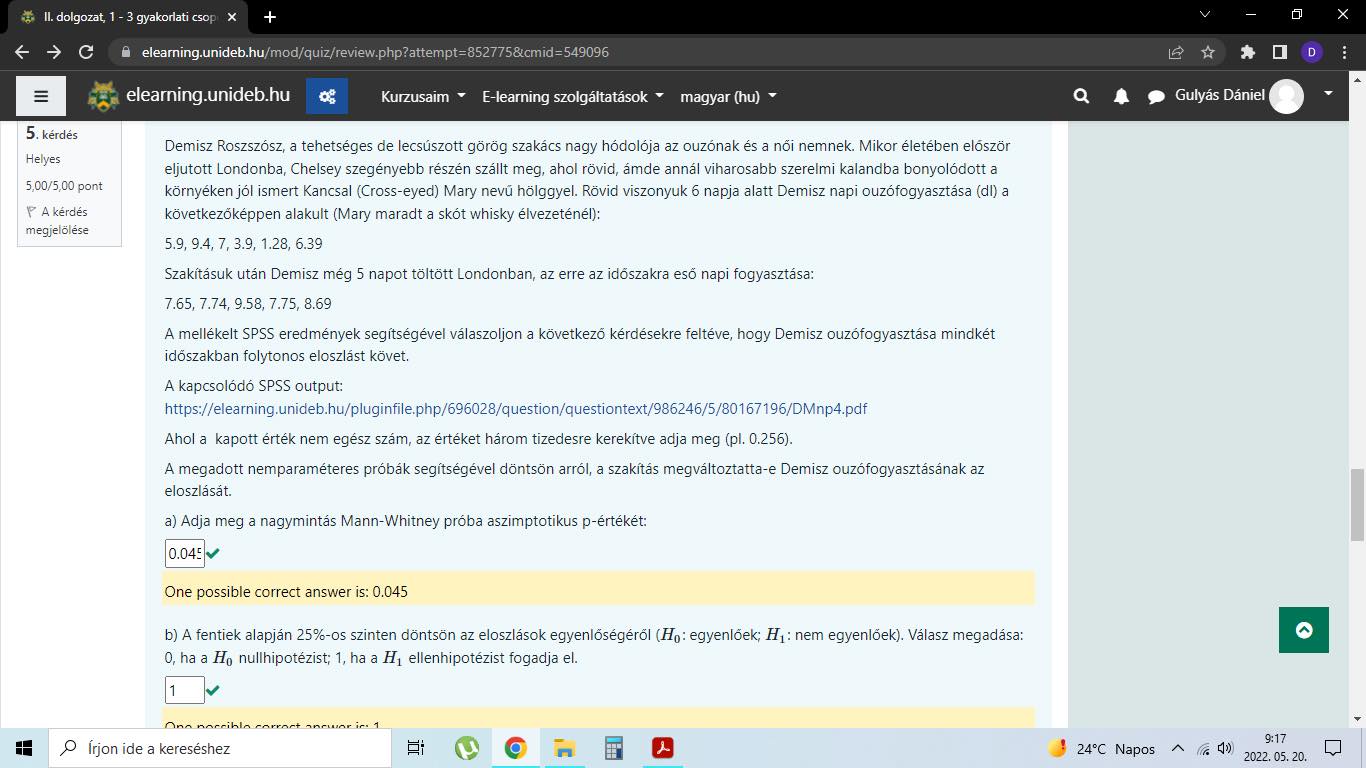 II. dolgozat, 1 - 3 gyakorlati csop
elearning.unideb.hu/mod/quiz/review.php?attempt=852775&cmid=549096
D
elearning.unideb.hu
Kurzusaim
E-learning szolgáltatások
magyar (hu)
Gulyás Dániel
5. kérdés
Helyes
5,00/5,00 pont
A kérdés
megjelölése
Demisz Roszszósz, a tehetséges de lecsúszott görög szakács nagy hódolója az ouzónak és a női nemnek. Mikor életében először
eljutott Londonba, Chelsey szegényebb részén szállt meg, ahol rövid, ámde annál viharosabb szerelmi kalandba bonyolódott a
környéken jól ismert Kancsal (Cross-eyed) Mary nevű hölggyel. Rövid viszonyuk 6 napja alatt Demisz napi ouzófogyasztása (dl) a
következőképpen alakult (Mary maradt a skót whisky élvezeténél):
5.9, 9.4, 7, 3.9, 1.28, 6.39
Szakításuk után Demisz még 5 napot töltött Londonban, az erre az időszakra eső napi fogyasztása:
7.65, 7.74, 9.58, 7.75, 8.69
A mellékelt SPSS eredmények segítségével válaszoljon a következő kérdésekre feltéve, hogy Demisz ouzófogyasztása mindkét
időszakban folytonos eloszlást követ.
A kapcsolódó SPSS output:
https://elearning.unideb.hu/pluginfile.php/696028/question/questiontext/986246/5/80167196/DMnp4.pdf
Ahol a kapott érték nem egész szám, az értéket három tizedesre kerekítve adja meg (pl. 0.256).
A megadott nemparaméteres próbák segítségével döntsön arról, a szakítás megváltoztatta-e Demisz ouzófogyasztásának az
eloszlását.
a) Adja meg a nagymintás Mann-Whitney próba aszimptotikus p-értékét:
0.045
One possible correct answer is: 0.045
b) A fentiek alapján 25%-os szinten döntsön az eloszlások egyenlőségéről (H₀: egyenlőek; H₁: nem egyenlőek). Válasz megadása:
0, ha a H₀ nullhipotézist; 1, ha a H₁ ellenhipotézist fogadja el.
1
One possible correct answer is: 1
Írjon ide a kereséshez
24°C Napos
9:17
2022. 05. 20.